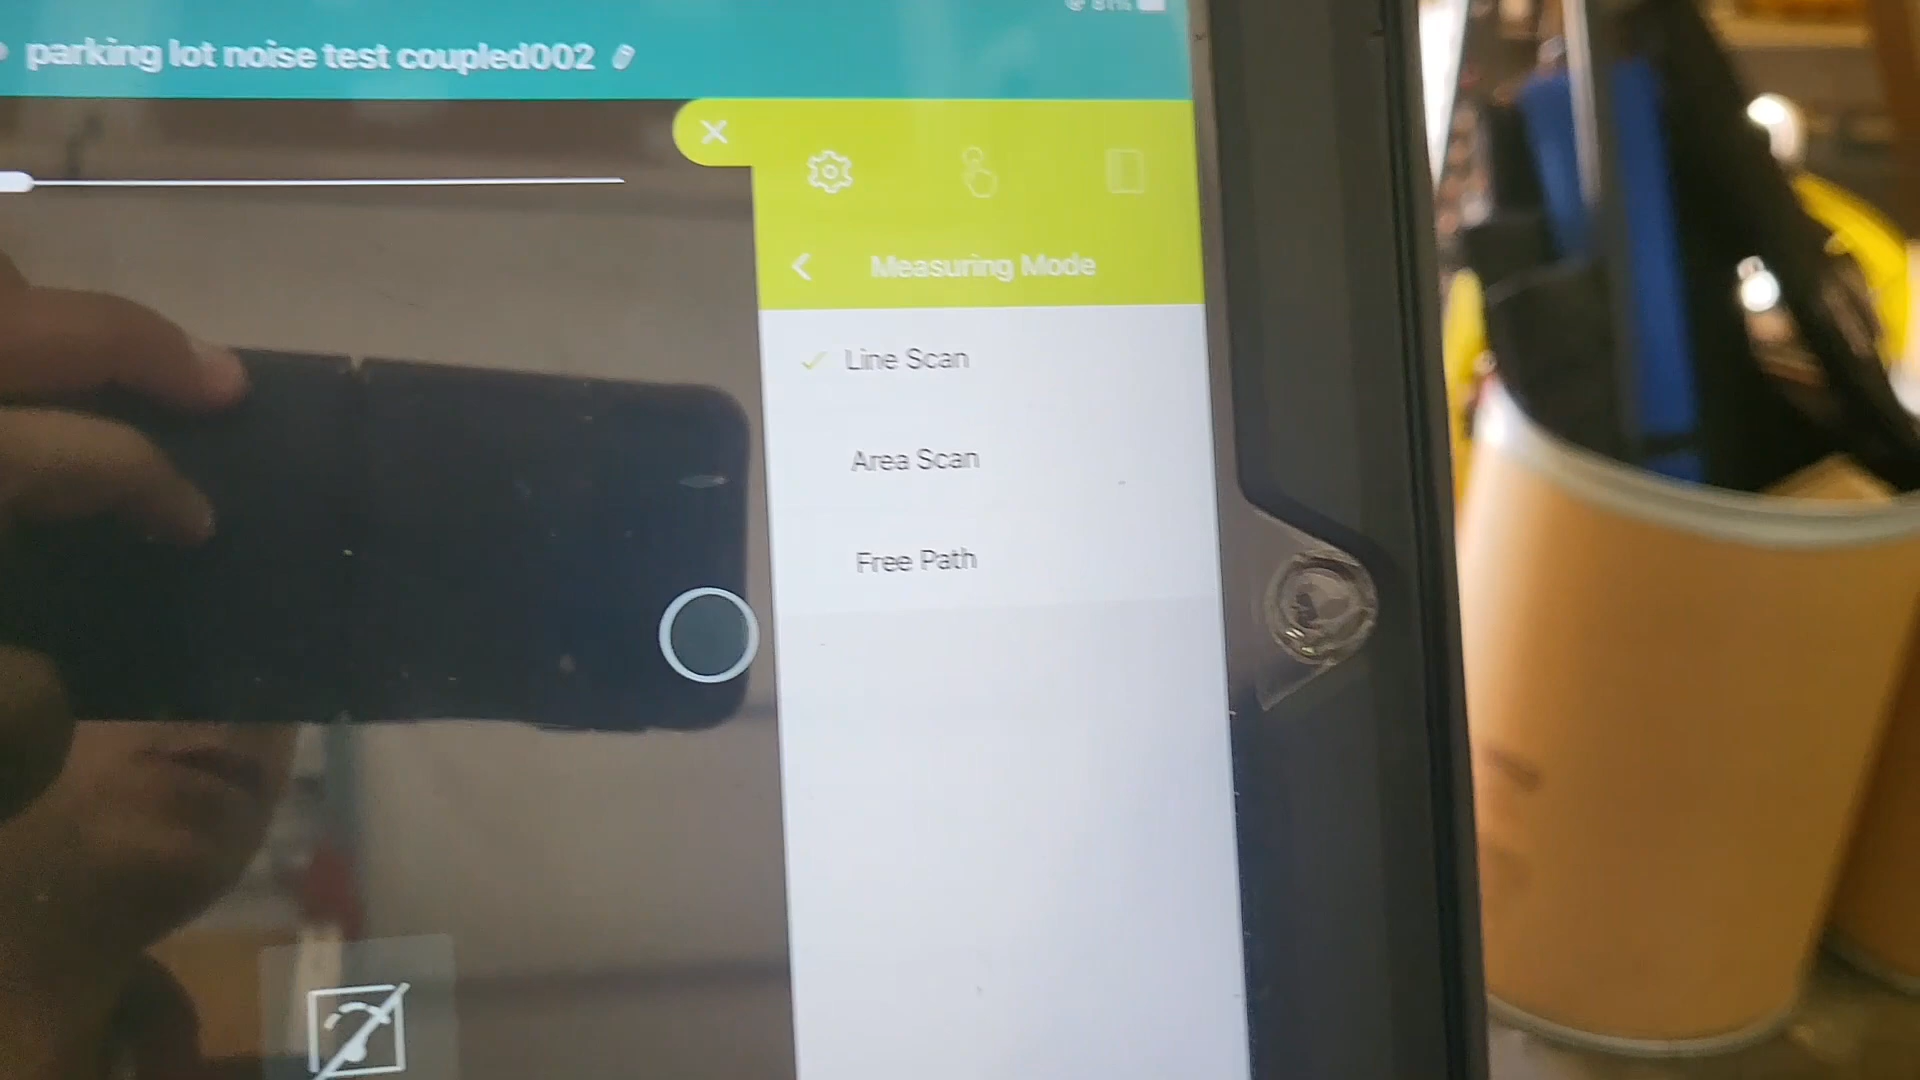 parking lot noise test coupled002
Measuring Mode
Line Scan
Area Scan
Free Path